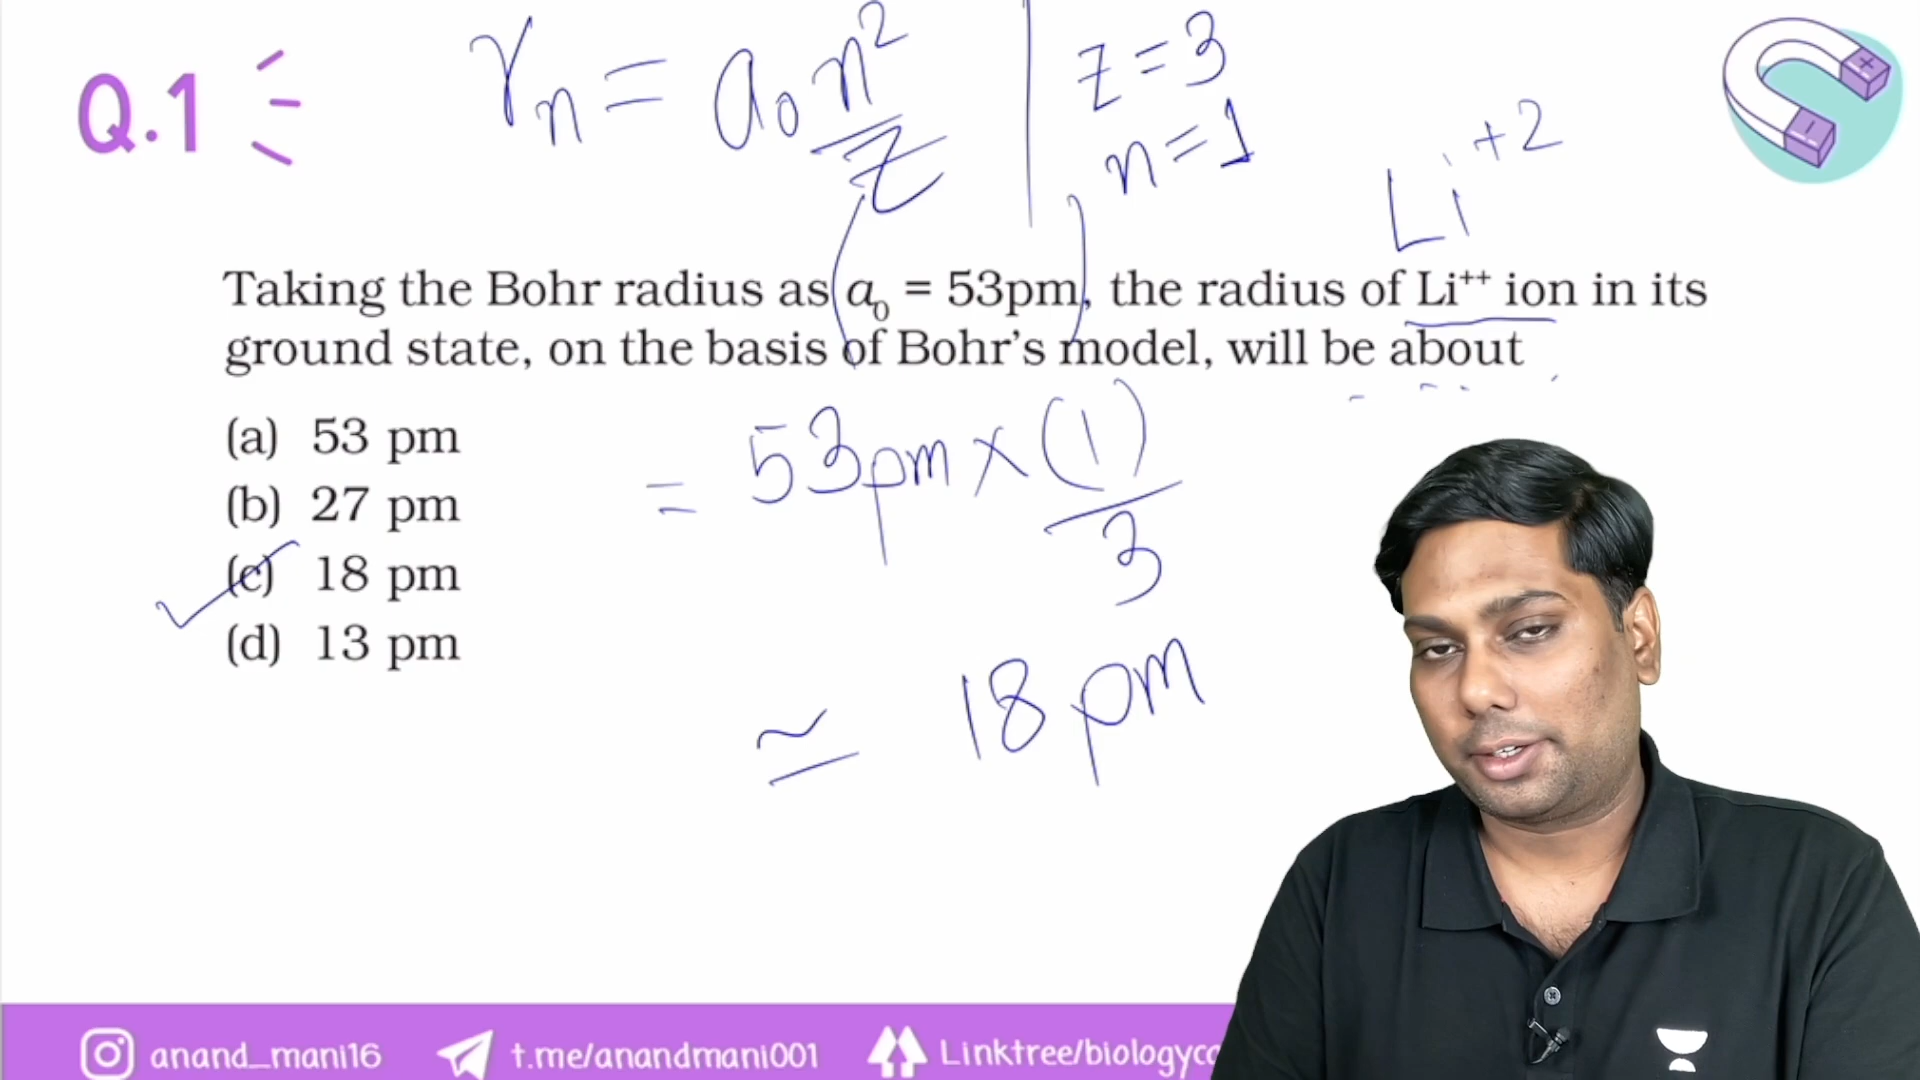 Q.1
rn = a0 n²/Z
z = 3
n = 1
Li+2
Taking the Bohr radius as a₀ = 53pm, the radius of Li⁺⁺ ion in its
ground state, on the basis of Bohr's model, will be about
(a) 53 pm
(b) 27 pm
(c) 18 pm
(d) 13 pm
= 53pm × (1)/3
≃ 18 pm
+
-
anand_mani16
t.me/anandmani001
Linktree/biologyco